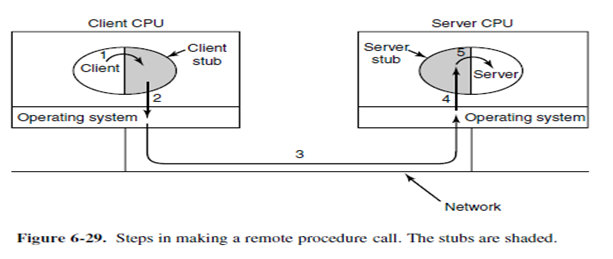 Client CPU
Server CPU
1
Client
Client
stub
2
Operating system
Server
stub
5
Server
4
Operating system
3
Network
Figure 6-29. Steps in making a remote procedure call. The stubs are shaded.